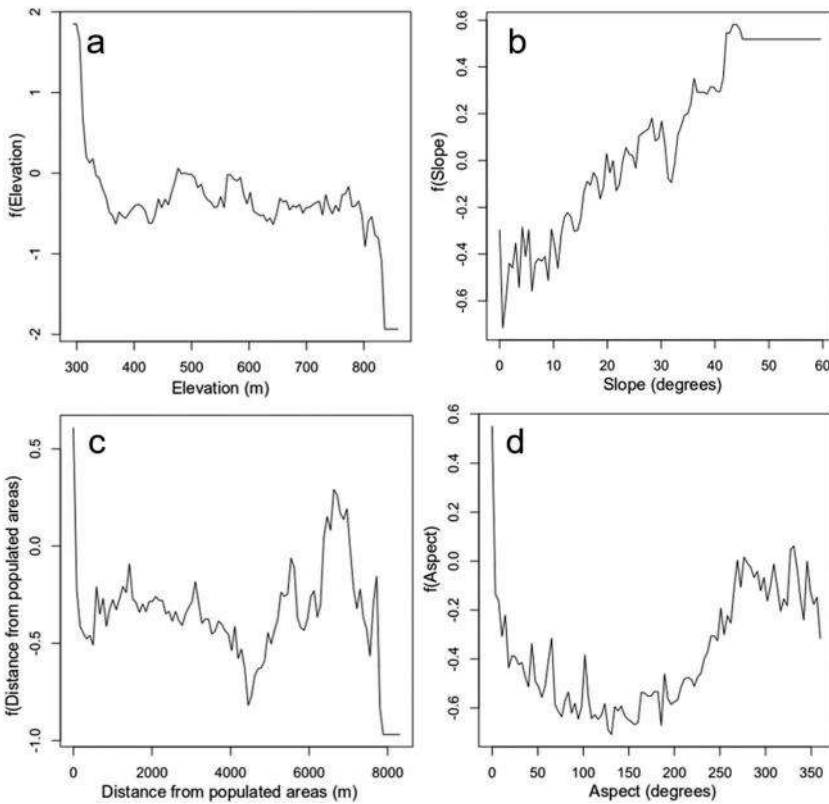 a
f(Elevation)
2
1
0
-1
-2
300 400 500 600 700 800
Elevation (m)
b
f(Slope)
0.6
0.4
0.2
0.0
-0.2
-0.4
-0.6
0 10 20 30 40 50 60
Slope (degrees)
c
f(Distance from populated areas)
0.5
0.0
-0.5
-1.0
0 2000 4000 6000 8000
Distance from populated areas (m)
d
f(Aspect)
0.6
0.4
0.2
0.0
-0.2
-0.4
-0.6
0 50 100 150 200 250 300 350
Aspect (degrees)